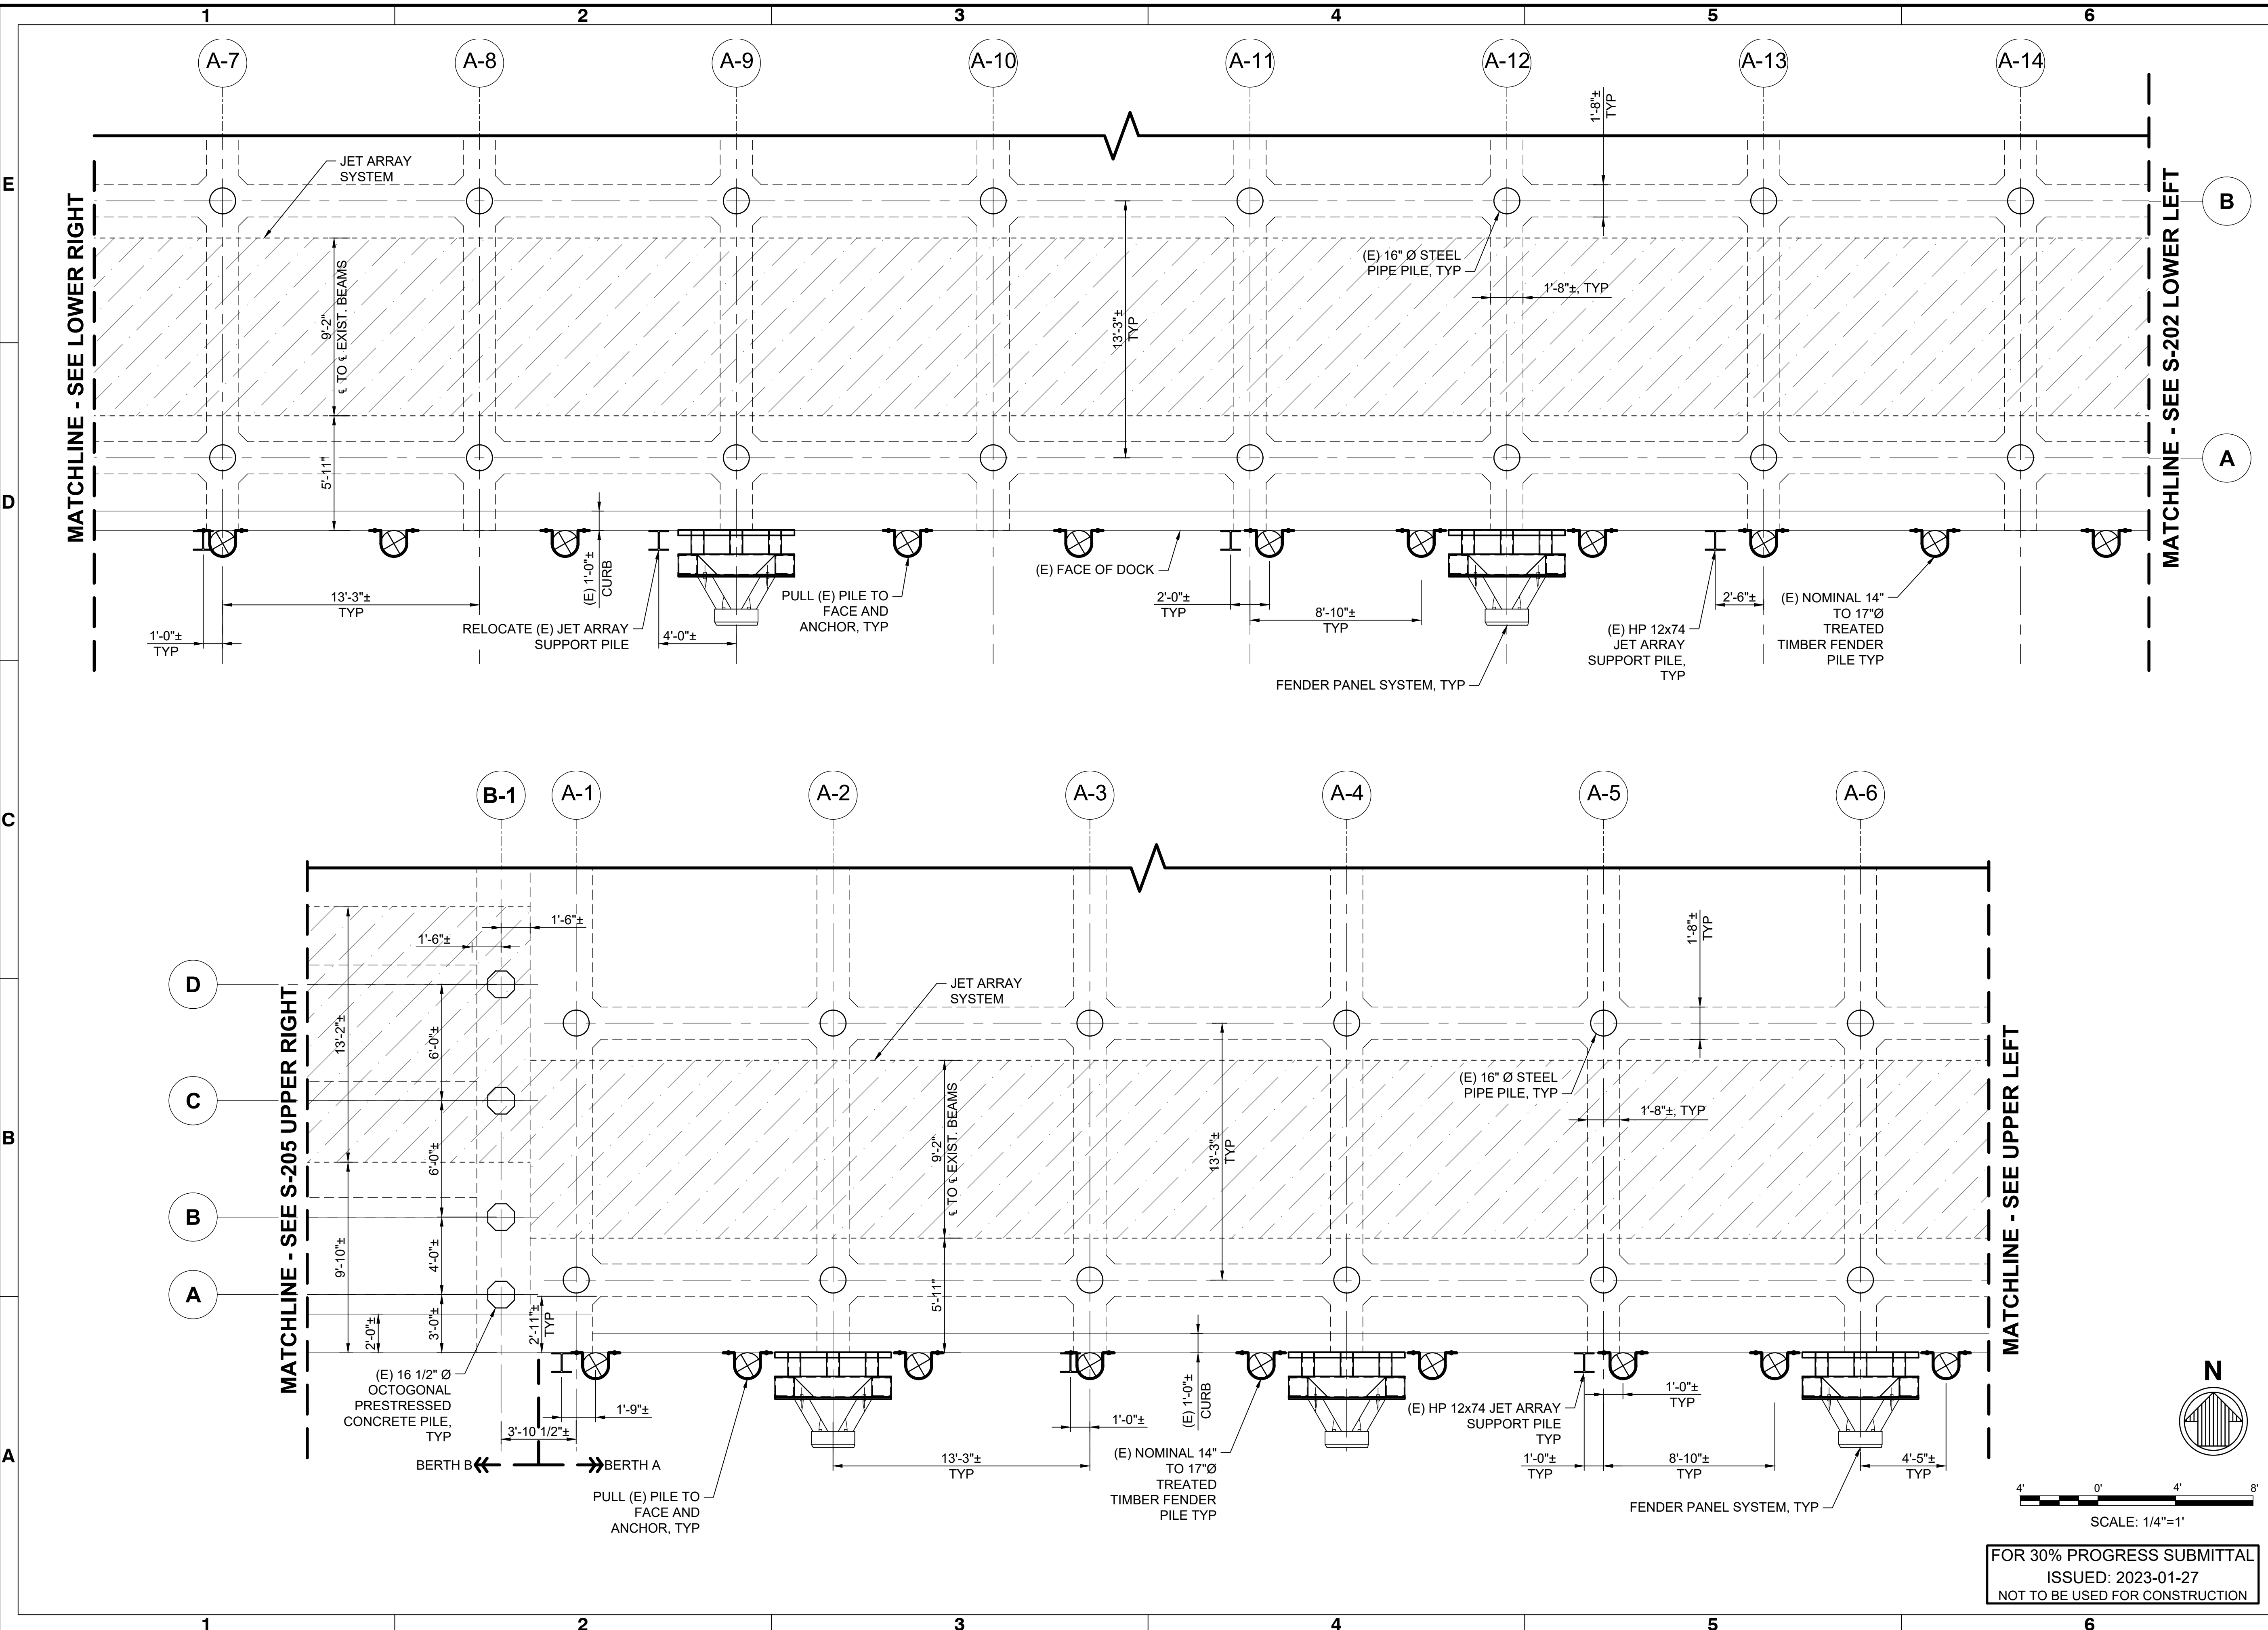 1 2 3 4 5 6
A-7 A-8 A-9 A-10 A-11 A-12 A-13 A-14
1'-8"±
TYP
E
JET ARRAY
SYSTEM
B
MATCHLINE - SEE LOWER RIGHT
MATCHLINE - SEE S-202 LOWER LEFT
(E) 16" Ø STEEL
PIPE PILE, TYP
1'-8"±, TYP
9'-2"
℄ TO ℄ EXIST. BEAMS
13'-3"±
TYP
A
5'-11"
D
(E) 1'-0"±
CURB
(E) FACE OF DOCK
13'-3"±
TYP
1'-0"±
TYP
RELOCATE (E) JET ARRAY
SUPPORT PILE
4'-0"±
PULL (E) PILE TO
FACE AND
ANCHOR, TYP
2'-0"±
TYP
8'-10"±
TYP
2'-6"±
(E) HP 12x74
JET ARRAY
SUPPORT PILE,
TYP
(E) NOMINAL 14"
TO 17"Ø
TREATED
TIMBER FENDER
PILE TYP
FENDER PANEL SYSTEM, TYP
C
B-1 A-1 A-2 A-3 A-4 A-5 A-6
1'-6"±
1'-6"±
1'-8"±
TYP
D
JET ARRAY
SYSTEM
MATCHLINE - SEE S-205 UPPER RIGHT
MATCHLINE - SEE UPPER LEFT
13'-2"±
6'-0"±
C
(E) 16" Ø STEEL
PIPE PILE, TYP
1'-8"±, TYP
B
6'-0"±
9'-2"
℄ TO ℄ EXIST. BEAMS
13'-3"±
TYP
B
9'-10"±
4'-0"±
A
5'-11"
2'-0"±
3'-0"±
2'-11"±
TYP
(E) 16 1/2" Ø
OCTOGONAL
PRESTRESSED
CONCRETE PILE,
TYP
1'-9"±
3'-10 1/2"±
BERTH B
BERTH A
1'-0"±
(E) 1'-0"±
CURB
13'-3"±
TYP
PULL (E) PILE TO
FACE AND
ANCHOR, TYP
(E) NOMINAL 14"
TO 17"Ø
TREATED
TIMBER FENDER
PILE TYP
(E) HP 12x74 JET ARRAY
SUPPORT PILE
TYP
1'-0"±
TYP
1'-0"±
TYP
8'-10"±
TYP
4'-5"±
TYP
FENDER PANEL SYSTEM, TYP
A
N
4' 0' 4' 8'
SCALE: 1/4"=1'
FOR 30% PROGRESS SUBMITTAL
ISSUED: 2023-01-27
NOT TO BE USED FOR CONSTRUCTION
1 2 3 4 5 6